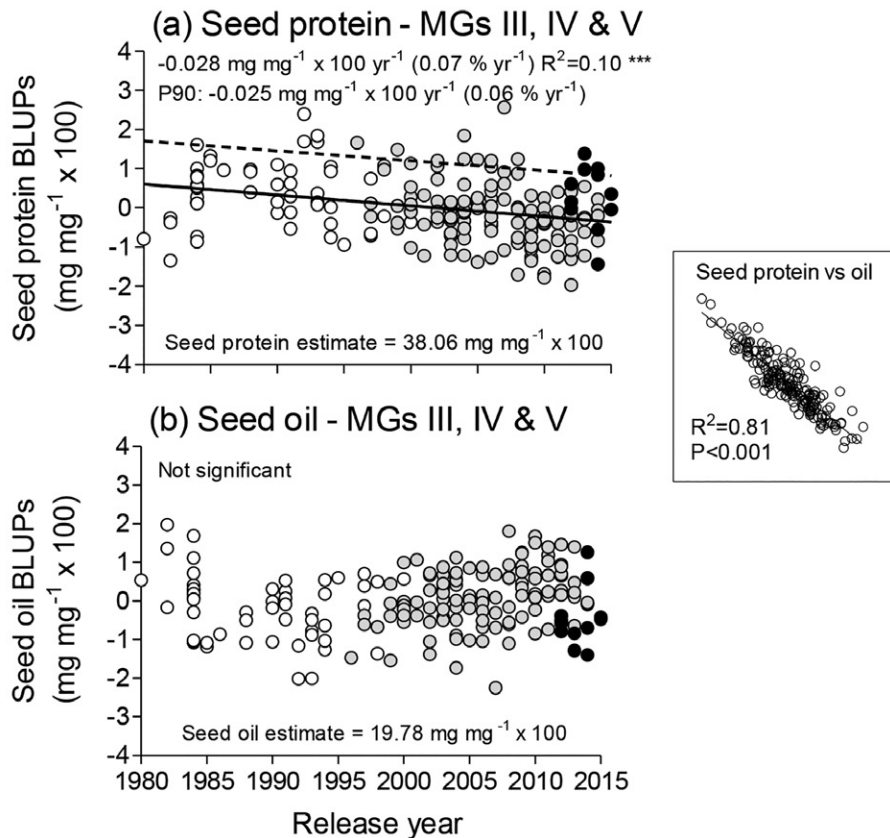 (a) Seed protein - MGs III, IV & V
-0.028 mg mg⁻¹ x 100 yr⁻¹ (0.07 % yr⁻¹) R²=0.10 ***
P90: -0.025 mg mg⁻¹ x 100 yr⁻¹ (0.06 % yr⁻¹)
Seed protein BLUPs
(mg mg⁻¹ x 100)
4
3
2
1
0
-1
-2
-3
-4
Seed protein estimate = 38.06 mg mg⁻¹ x 100
Seed protein vs oil
R²=0.81
P<0.001
(b) Seed oil - MGs III, IV & V
Not significant
Seed oil BLUPs
(mg mg⁻¹ x 100)
4
3
2
1
0
-1
-2
-3
-4
Seed oil estimate = 19.78 mg mg⁻¹ x 100
1980 1985 1990 1995 2000 2005 2010 2015
Release year